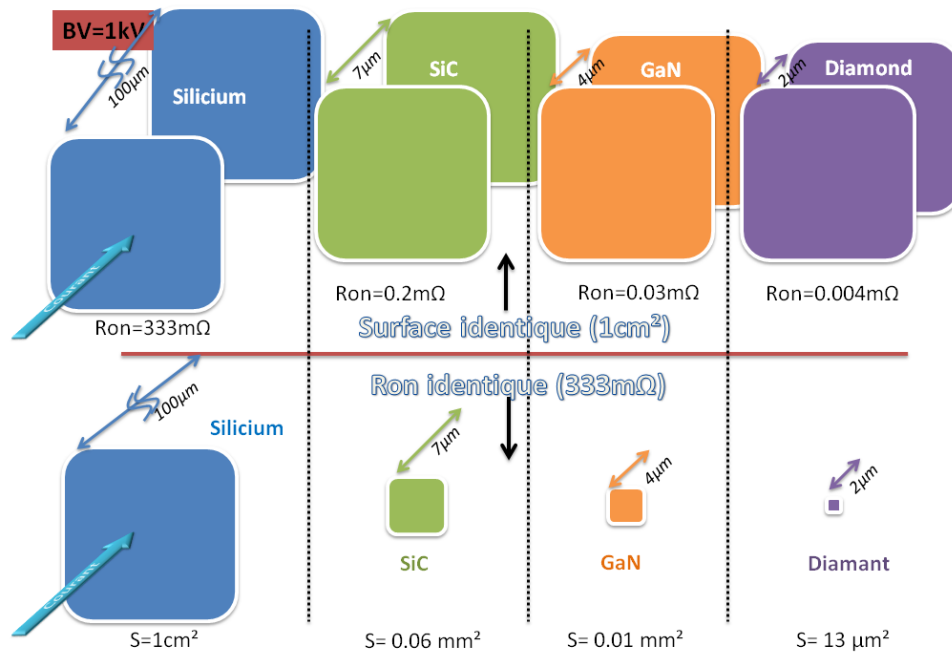 BV=1kV
100µm
Silicium
7µm
SiC
4µm
GaN
2µm
Diamond
Courant
Ron=333mΩ
Ron=0.2mΩ
Ron=0.03mΩ
Ron=0.004mΩ
Surface identique (1cm²)
Ron identique (333mΩ)
100µm
Silicium
7µm
4µm
2µm
Courant
SiC
GaN
Diamant
S=1cm²
S= 0.06 mm²
S= 0.01 mm²
S= 13 µm²